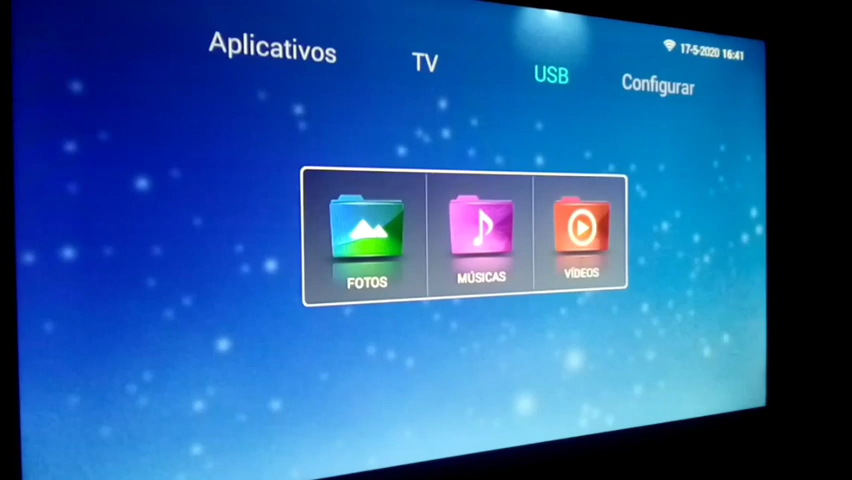 Aplicativos
TV
USB
Configurar
17-5-2020 16:41
FOTOS
MÚSICAS
VÍDEOS